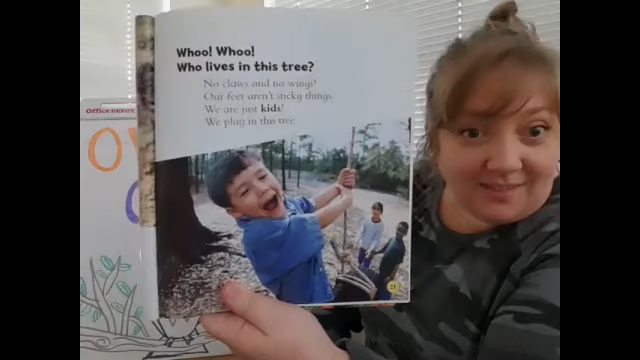 Whoo! Whoo!
Who lives in this tree?
No claws and no wings!
Our feet aren't sticky things.
We are just kids!
We play in this tree
Office DEPOT